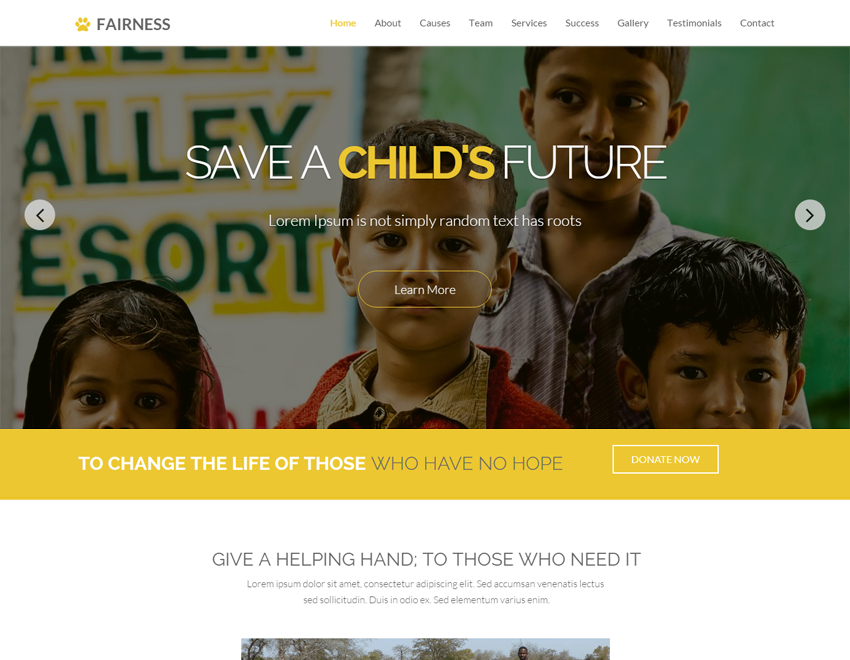 FAIRNESS
Home About Causes Team Services Success Gallery Testimonials Contact
ALLEY
ESORT
SAVE A CHILD'S FUTURE
Lorem Ipsum is not simply random text has roots
Learn More
TO CHANGE THE LIFE OF THOSE WHO HAVE NO HOPE
DONATE NOW
GIVE A HELPING HAND; TO THOSE WHO NEED IT
Lorem ipsum dolor sit amet, consectetur adipiscing elit. Sed accumsan venenatis lectus
sed sollicitudin. Duis in odio ex. Sed elementum varius enim.